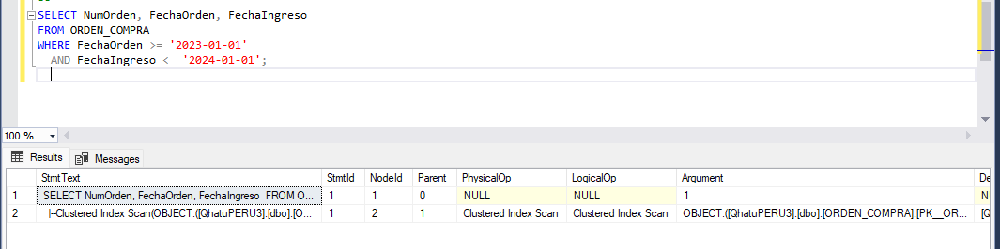 SELECT NumOrden, FechaOrden, FechaIngreso
FROM ORDEN_COMPRA
WHERE FechaOrden >= '2023-01-01'
AND FechaIngreso < '2024-01-01';
100 %
Results Messages
StmtText StmtId NodeId Parent PhysicalOp LogicalOp Argument De
1 SELECT NumOrden, FechaOrden, FechaIngreso FROM O... 1 1 0 NULL NULL 1 N
2 |--Clustered Index Scan(OBJECT:([QhatuPERU3].[dbo].[O... 1 2 1 Clustered Index Scan Clustered Index Scan OBJECT:([QhatuPERU3].[dbo].[ORDEN_COMPRA].[PK__OR... [Q